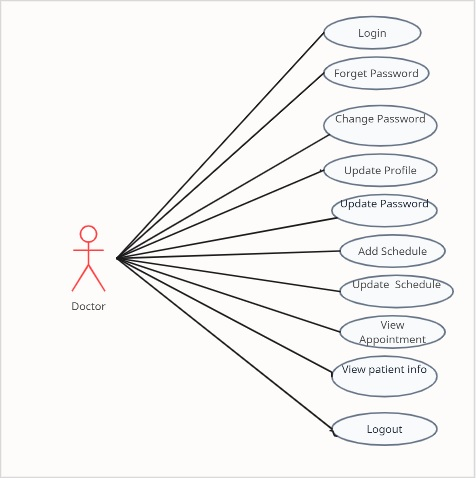 Login
Forget Password
Change Password
Update Profile
Update Password
Add Schedule
Update  Schedule
View
Appointment
View patient info
Logout
Doctor